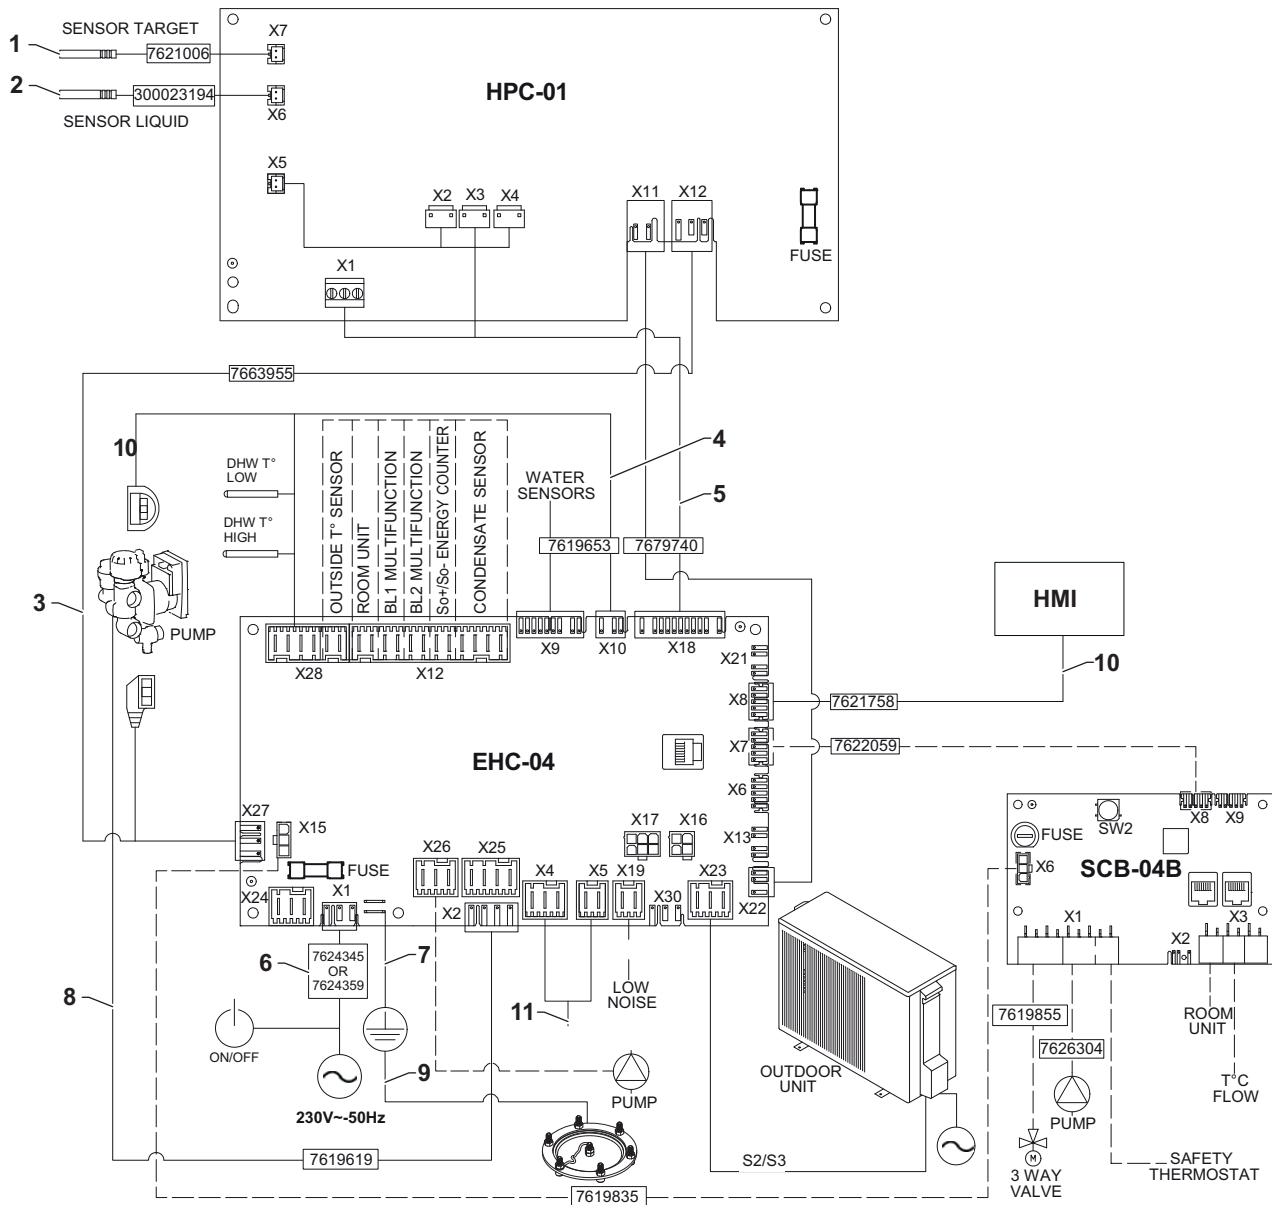 SENSOR TARGET
1
7621006
X7
2
300023194
X6
SENSOR LIQUID
HPC-01
X5
X2
X3
X4
X11
X12
FUSE
X1
7663955
10
DHW T°
LOW
DHW T°
HIGH
OUTSIDE T° SENSOR
ROOM UNIT
BL1 MULTIFUNCTION
BL2 MULTIFUNCTION
So+/So- ENERGY COUNTER
CONDENSATE SENSOR
WATER
SENSORS
4
5
7619653
7679740
3
PUMP
HMI
10
X28
X12
X9
X10
X18
X21
X8
7621758
X7
7622059
EHC-04
X6
X27
X15
X17
X16
X13
FUSE
X26
X25
X4
X5
X19
X23
X24
X1
X2
X30
X22
SW2
X8
X9
FUSE
SCB-04B
X6
X1
X3
X2
6
7624345
OR
7624359
7
8
LOW
NOISE
11
ON/OFF
9
230V~-50Hz
PUMP
OUTDOOR
UNIT
7619855
7626304
ROOM
UNIT
T°C
FLOW
PUMP
7619619
S2/S3
M
3 WAY
VALVE
SAFETY
THERMOSTAT
7619835